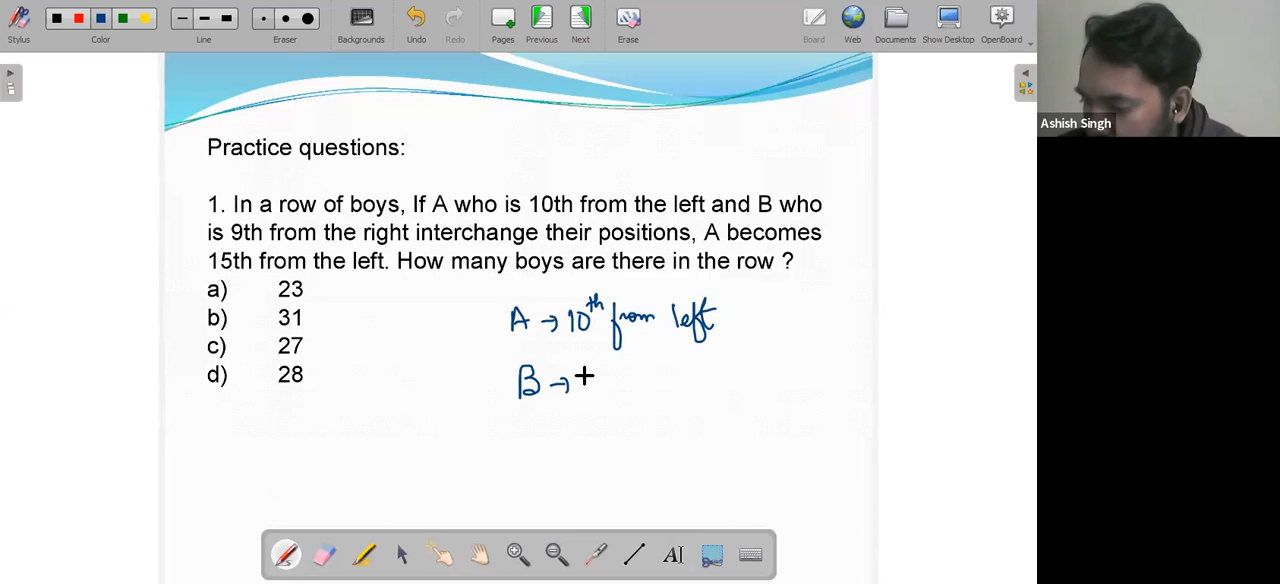 Stylus Color Line Eraser Backgrounds Undo Redo Pages Previous Next Erase Board Web Documents Show Desktop OpenBoard
Ashish Singh
Practice questions:
1. In a row of boys, If A who is 10th from the left and B who
is 9th from the right interchange their positions, A becomes
15th from the left. How many boys are there in the row ?
a) 23
b) 31
c) 27
d) 28
A → 10th from left
B →
AI